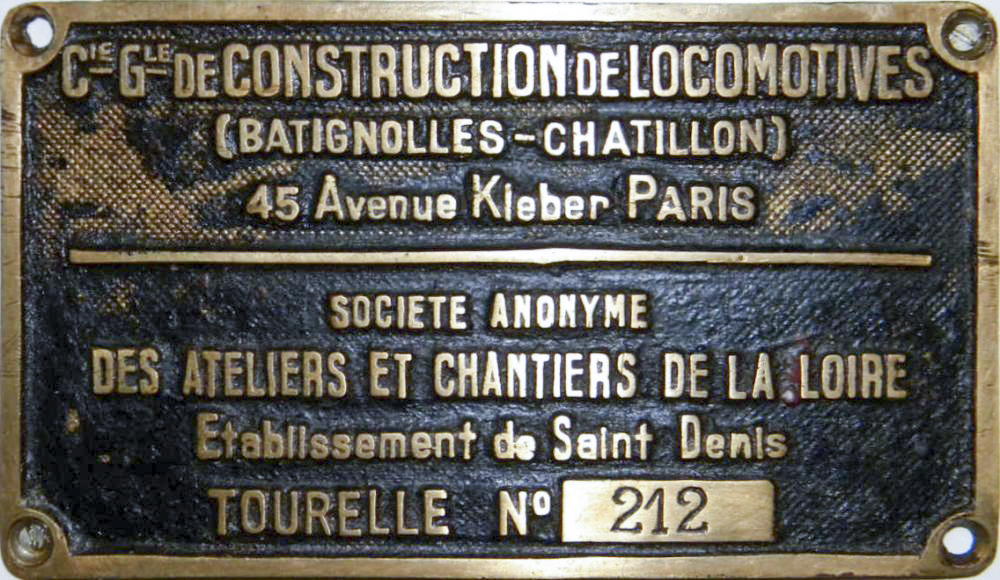 CIE GLE DE CONSTRUCTION DE LOCOMOTIVES
(BATIGNOLLES-CHATILLON)
45 Avenue Kleber PARIS
SOCIETE ANONYME
DES ATELIERS ET CHANTIERS DE LA LOIRE
Etablissement de Saint Denis
TOURELLE No 212